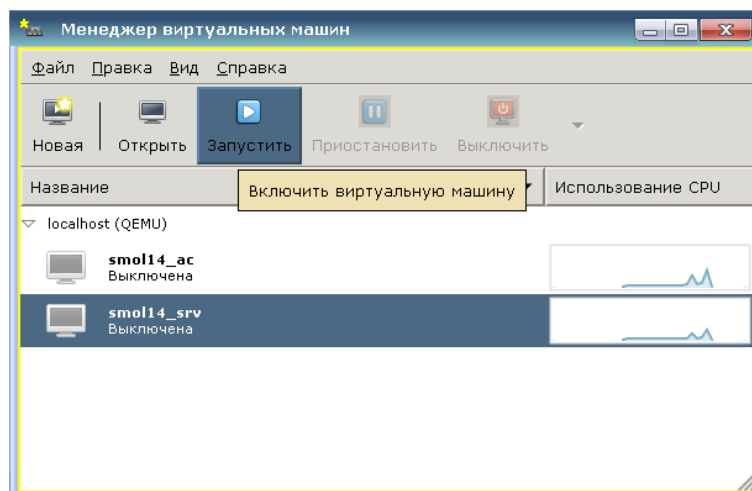 Менеджер виртуальных машин
Файл Правка Вид Справка
Новая Открыть Запустить Приостановить Выключить
Название Использование CPU
Включить виртуальную машину
localhost (QEMU)
smol14_ac
Выключена
smol14_srv
Выключена